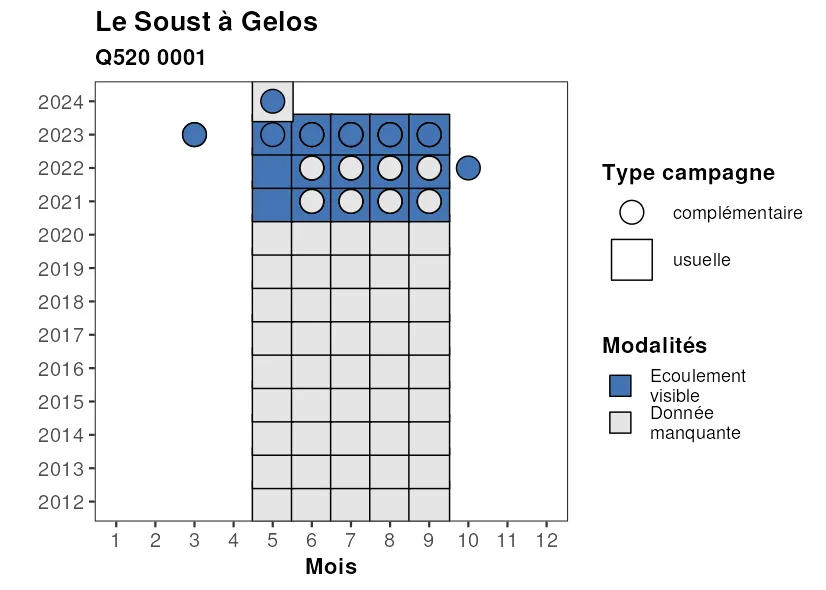 Le Soust à Gelos
Q520 0001
2024
2023
2022
2021
2020
2019
2018
2017
2016
2015
2014
2013
2012
1 2 3 4 5 6 7 8 9 10 11 12
Mois
Type campagne
complémentaire
usuelle
Modalités
Ecoulement
visible
Donnée
manquante